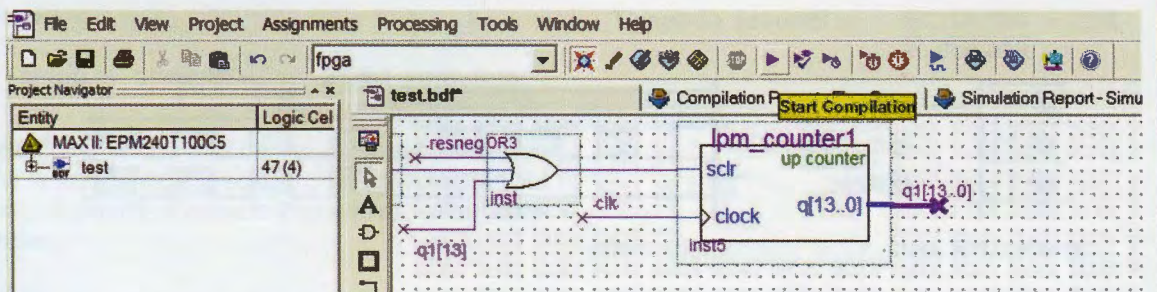 File Edit View Project Assignments Processing Tools Window Help
fpga
Project Navigator
Entity Logic Cel
MAX II: EPM240T100C5
test 47 (4)
test.bdf*
Compilation
Start Compilation
Simulation Report - Simu
resneg
OR3
inst
q1[13]
clk
lpm_counter1
up counter
sclr
q[13..0]
clock
inst5
q1[13..0]